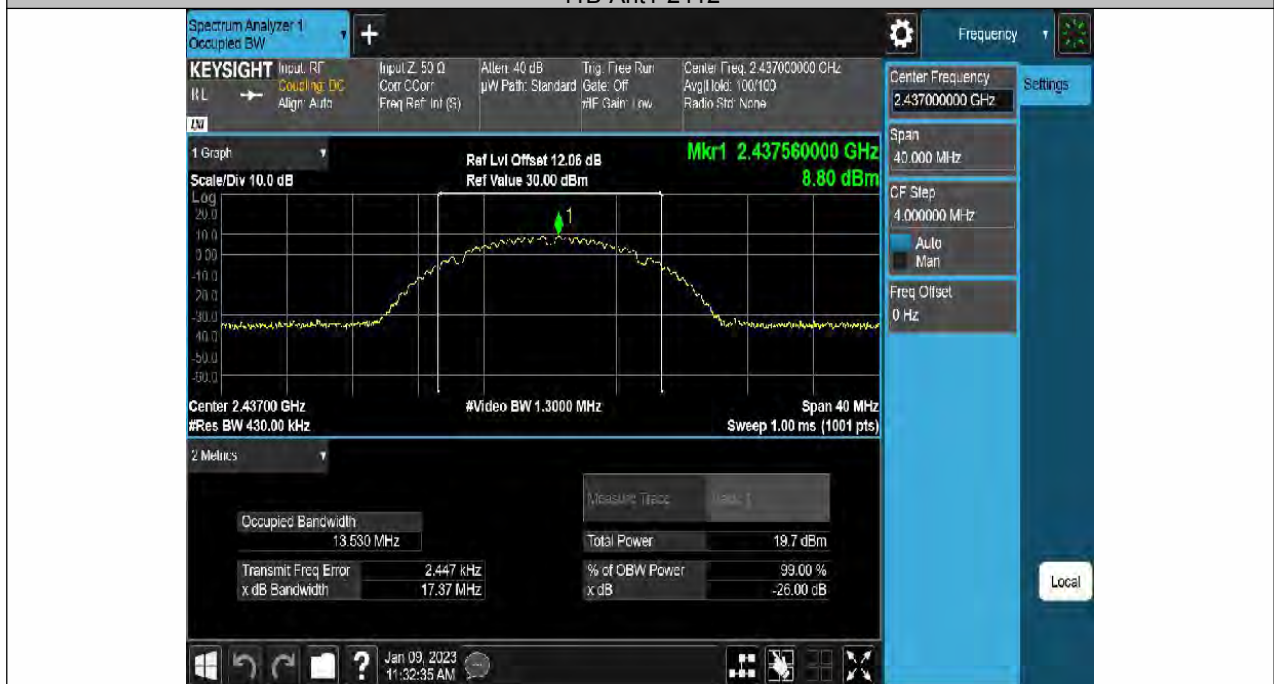 Spectrum Analyzer 1
Occupied BW
+
Frequency
KEYSIGHT
RL
Input: RF
Coupling: DC
Align: Auto
Input Z: 50 Ω
Corr CCorr
Freq Ref: Int (S)
Atten: 40 dB
µW Path: Standard
Trig: Free Run
Gate: Off
#IF Gain: Low
Center Freq: 2.437000000 GHz
Avg|Hold: 100/100
Radio Std: None
LXI
Center Frequency
2.437000000 GHz
Settings
Span
40.000 MHz
CF Step
4.000000 MHz
Auto
Man
Freq Offset
0 Hz
1 Graph
Scale/Div 10.0 dB
Ref Lvl Offset 12.06 dB
Ref Value 30.00 dBm
Mkr1 2.437560000 GHz
8.80 dBm
Log
20.0
10.0
0.00
-10.0
-20.0
-30.0
-40.0
-50.0
-60.0
1
Center 2.43700 GHz
#Video BW 1.3000 MHz
Span 40 MHz
#Res BW 430.00 kHz
Sweep 1.00 ms (1001 pts)
2 Metrics
Measure Trace
Trace 1
Occupied Bandwidth
13.530 MHz
Total Power
19.7 dBm
Transmit Freq Error
2.447 kHz
% of OBW Power
99.00 %
x dB Bandwidth
17.37 MHz
x dB
-26.00 dB
Local
?
Jan 09, 2023
11:32:35 AM